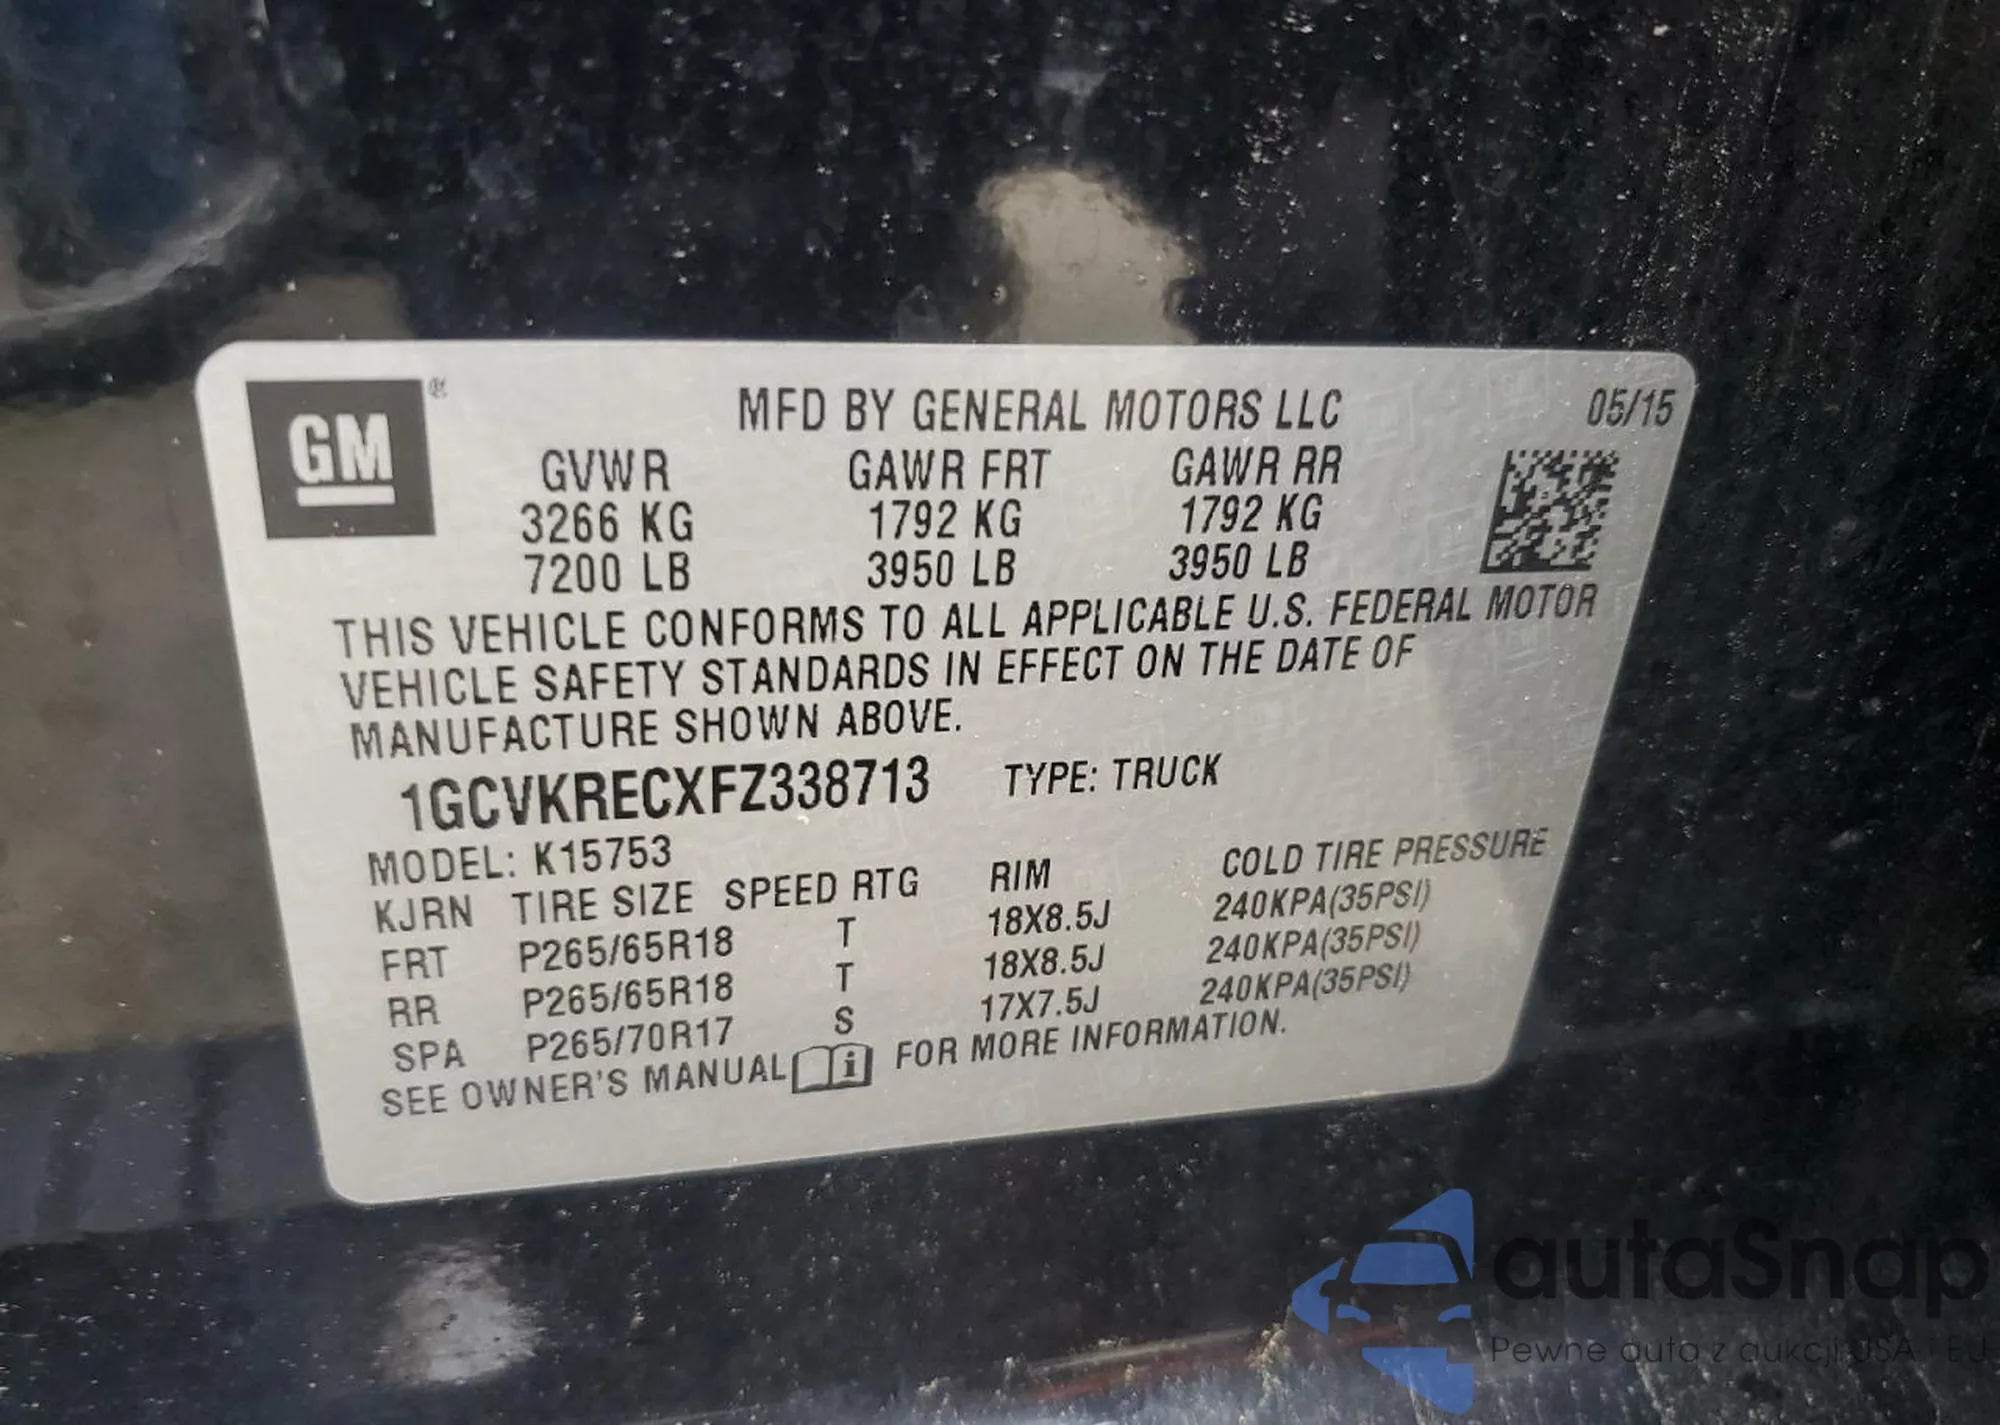 GM®
MFD BY GENERAL MOTORS LLC 05/15
GVWR GAWR FRT GAWR RR
3266 KG 1792 KG 1792 KG
7200 LB 3950 LB 3950 LB
THIS VEHICLE CONFORMS TO ALL APPLICABLE U.S. FEDERAL MOTOR
VEHICLE SAFETY STANDARDS IN EFFECT ON THE DATE OF
MANUFACTURE SHOWN ABOVE.
1GCVKRECXFZ338713 TYPE: TRUCK
MODEL: K15753
KJRN TIRE SIZE SPEED RTG RIM COLD TIRE PRESSURE
FRT P265/65R18 T 18X8.5J 240KPA(35PSI)
RR P265/65R18 T 18X8.5J 240KPA(35PSI)
SPA P265/70R17 S 17X7.5J 240KPA(35PSI)
SEE OWNER'S MANUAL i FOR MORE INFORMATION.
autaSnap
Pewne auta z aukcji USA i EU